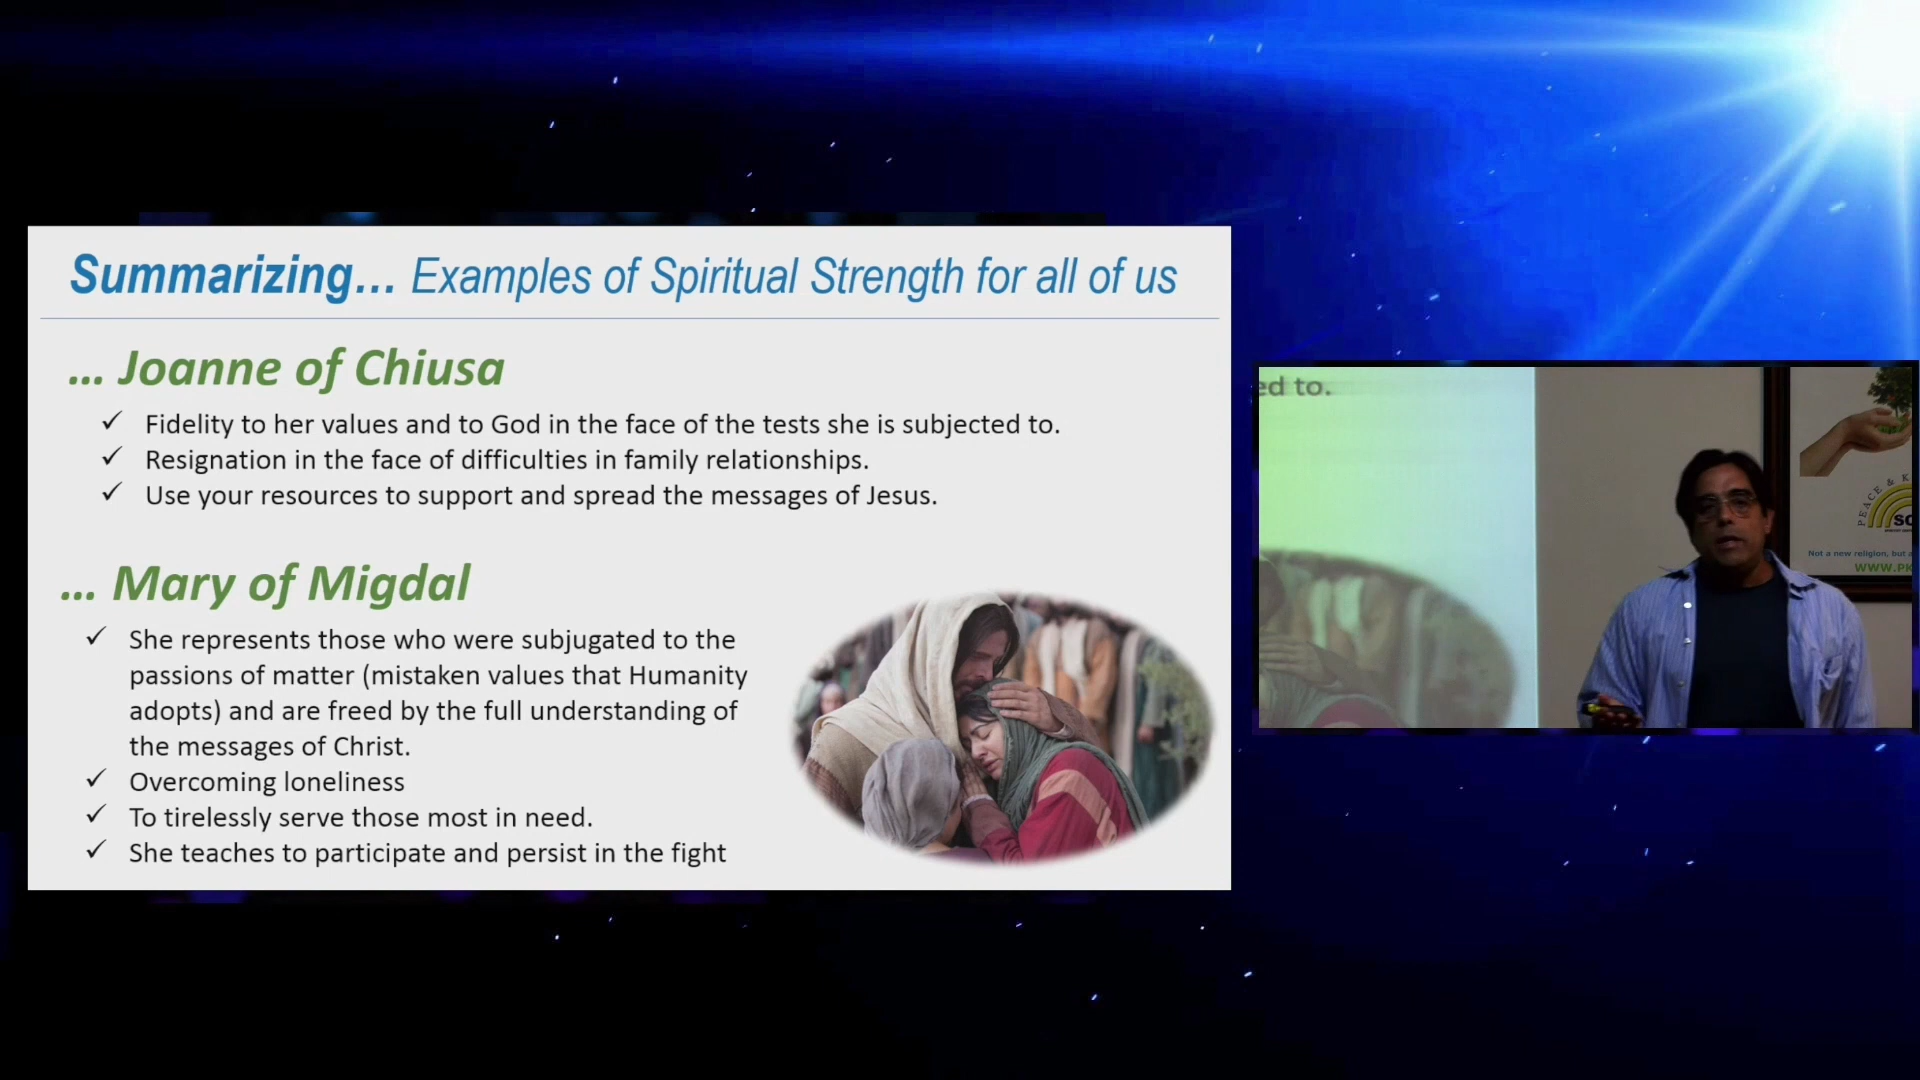 Summarizing... Examples of Spiritual Strength for all of us
... Joanne of Chiusa
✓ Fidelity to her values and to God in the face of the tests she is subjected to.
✓ Resignation in the face of difficulties in family relationships.
✓ Use your resources to support and spread the messages of Jesus.
... Mary of Migdal
✓ She represents those who were subjugated to the
passions of matter (mistaken values that Humanity
adopts) and are freed by the full understanding of
the messages of Christ.
✓ Overcoming loneliness
✓ To tirelessly serve those most in need.
✓ She teaches to participate and persist in the fight
ed to.
PEACE & K
Not a new religion, but a
WWW.PK